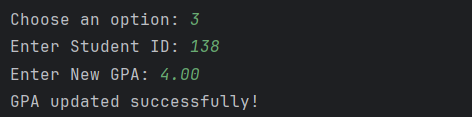 Choose an option: 3
Enter Student ID: 138
Enter New GPA: 4.00
GPA updated successfully!